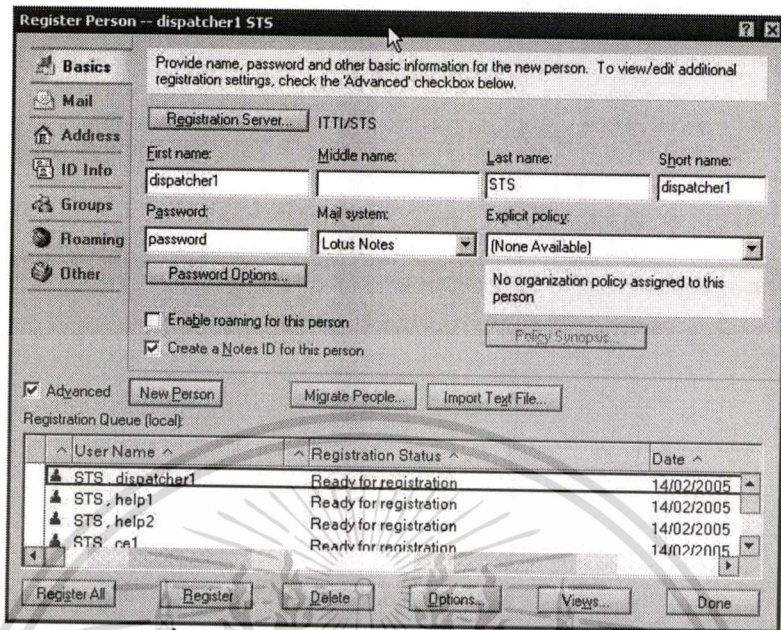 Register Person -- dispatcher1 STS
Basics
Mail
Address
ID Info
Groups
Roaming
Other
Provide name, password and other basic information for the new person. To view/edit additional
registration settings, check the 'Advanced' checkbox
below.
Registration Server... ITTI/STS
First name: Middle name: Last name: Short name:
dispatcher1 STS dispatcher1
Password: Mail system: Explicit policy:
password Lotus Notes (None Available)
Password Options...
No organization policy assigned to this
person
Enable roaming for this person
Policy Synopsis...
Create a Notes ID for this person
Advanced New Person Migrate People... Import Text File...
Registration Queue (local):
User Name Registration Status Date
STS , dispatcher1 Ready for registration 14/02/2005
STS , help1 Ready for registration 14/02/2005
STS , help2 Ready for registration 14/02/2005
STS , ce1 Ready for registration 14/02/2005
Register All Register Delete Options... Views... Done